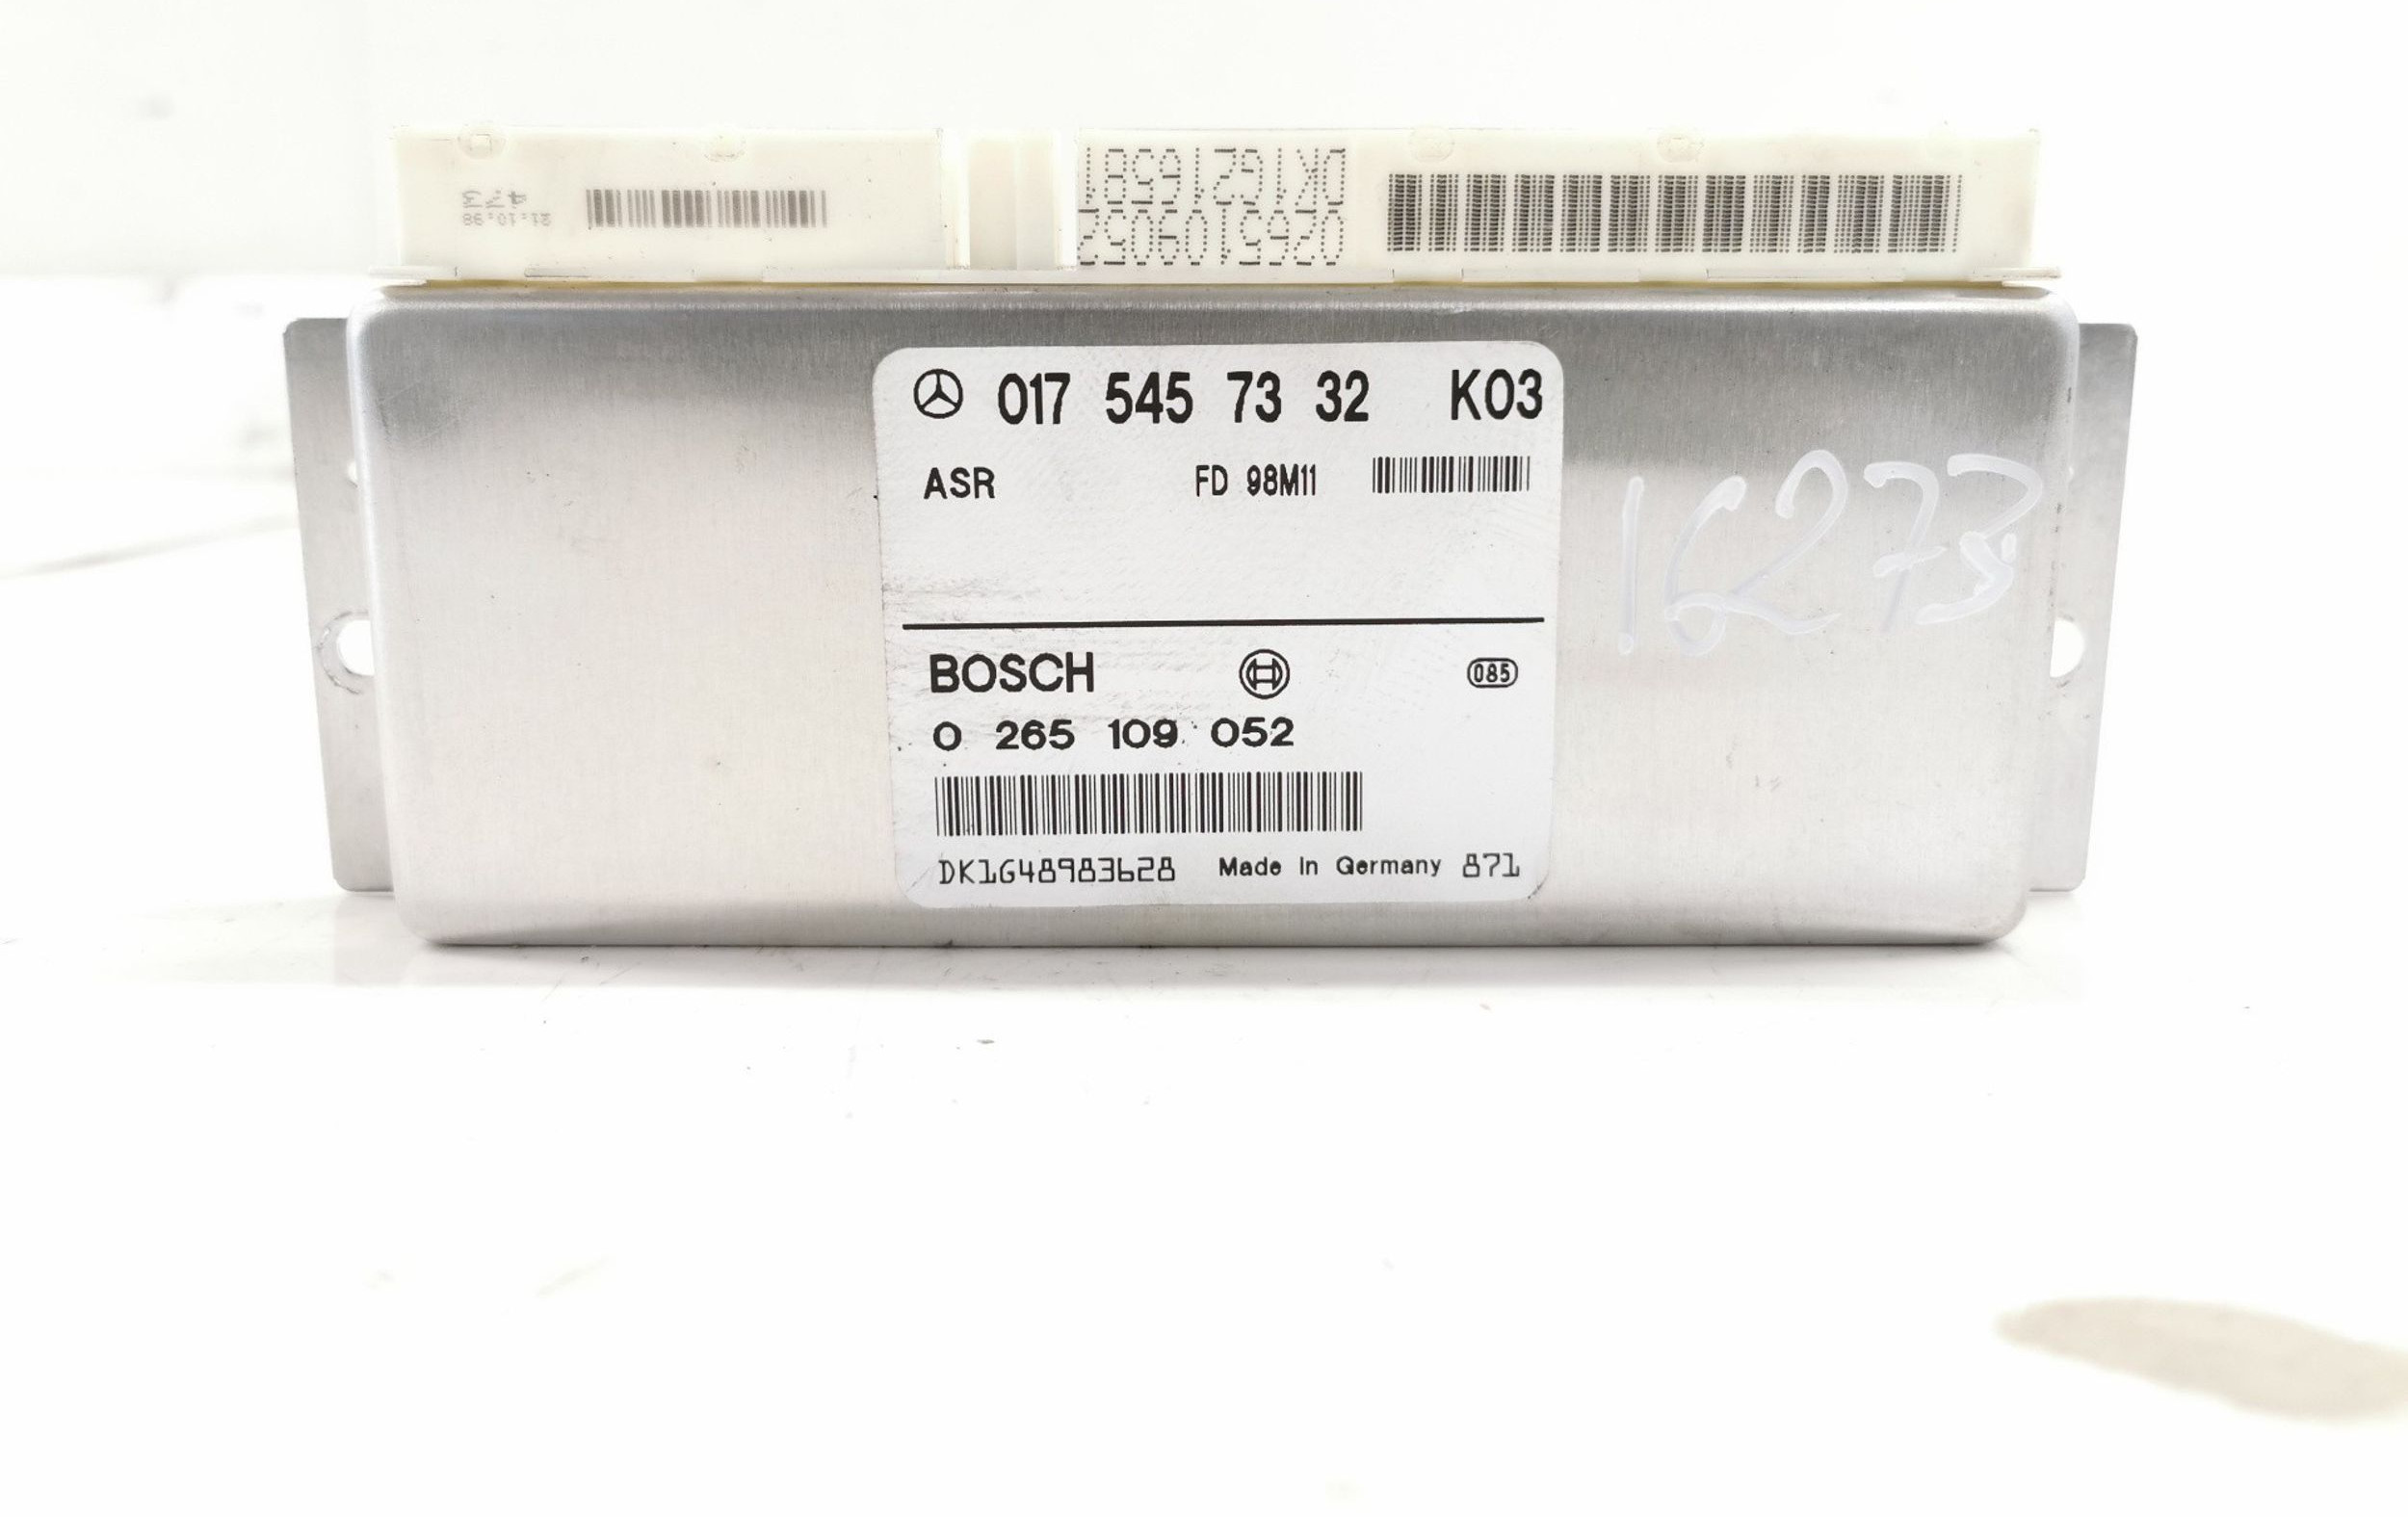 21.10.98
473
DK16216381
0265109052
017 545 73 32 K03
ASR FD 98M11
16273
BOSCH 085
0 265 109 052
DK1G48983628 Made In Germany 871